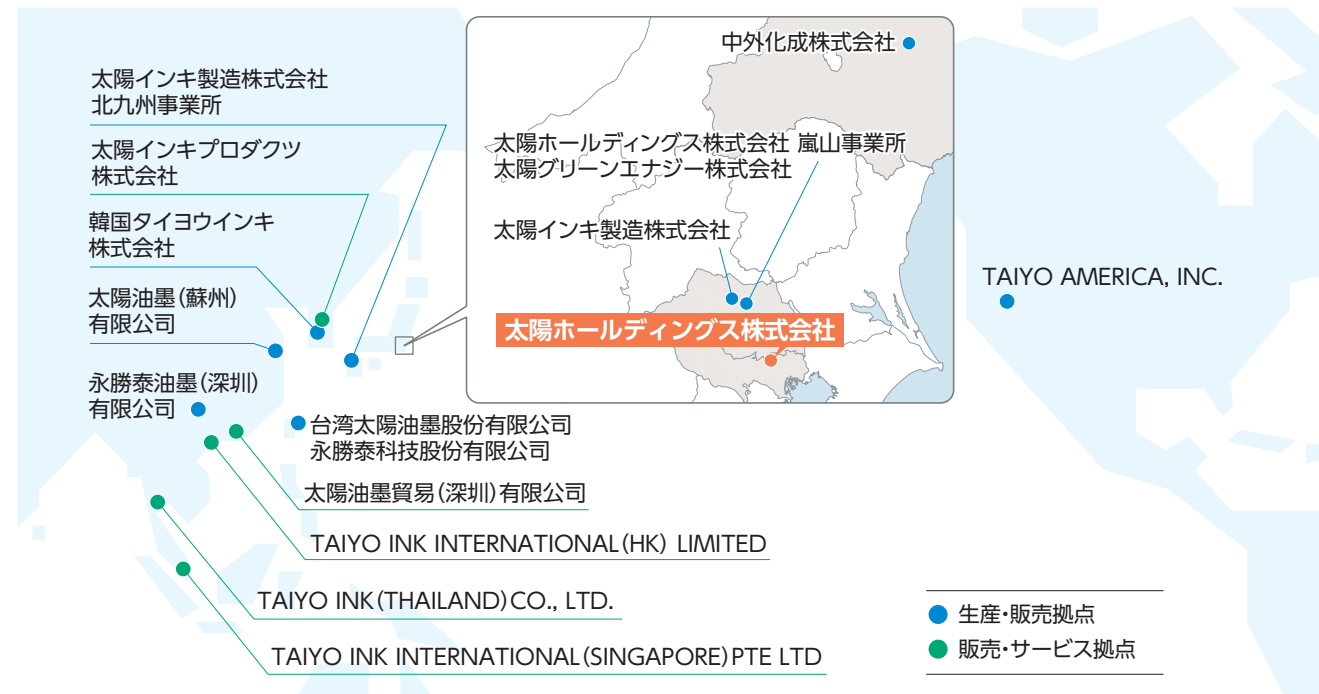 太陽インキ製造株式会社
北九州事業所
太陽インキプロダクツ
株式会社
韓国タイヨウインキ
株式会社
太陽油墨(蘇州)
有限公司
永勝泰油墨(深圳)
有限公司
中外化成株式会社
太陽ホールディングス株式会社 嵐山事業所
太陽グリーンエナジー株式会社
太陽インキ製造株式会社
太陽ホールディングス株式会社
TAIYO AMERICA, INC.
台湾太陽油墨股份有限公司
永勝泰科技股份有限公司
太陽油墨貿易(深圳)有限公司
TAIYO INK INTERNATIONAL(HK) LIMITED
TAIYO INK(THAILAND)CO., LTD.
TAIYO INK INTERNATIONAL(SINGAPORE)PTE LTD
生産・販売拠点
販売・サービス拠点